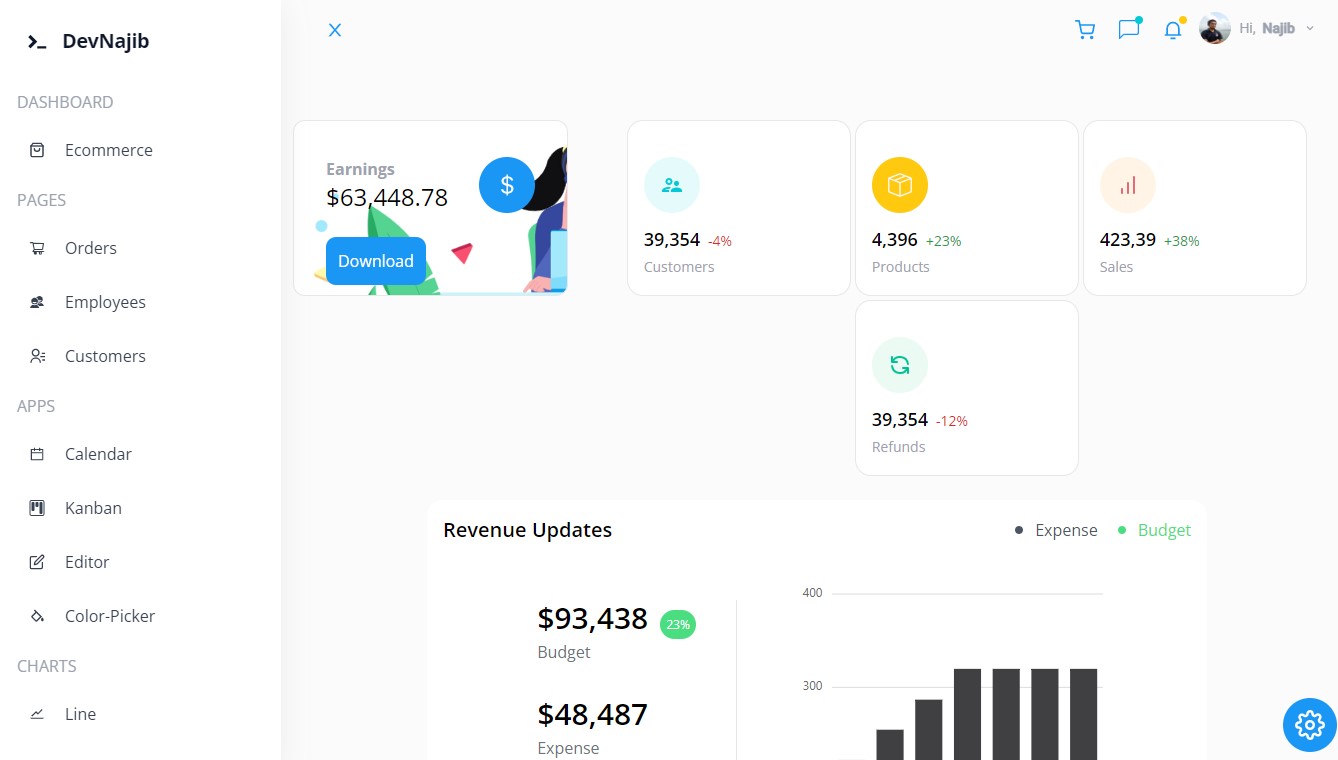 DevNajib
Hi, Najib
DASHBOARD
Ecommerce
PAGES
Orders
Employees
Customers
APPS
Calendar
Kanban
Editor
Color-Picker
CHARTS
Line
Earnings
$63,448.78
$
Download
39,354 -4%
Customers
4,396 +23%
Products
423,39 +38%
Sales
39,354 -12%
Refunds
Revenue Updates
Expense
Budget
$93,438 23%
Budget
$48,487
Expense
400
300